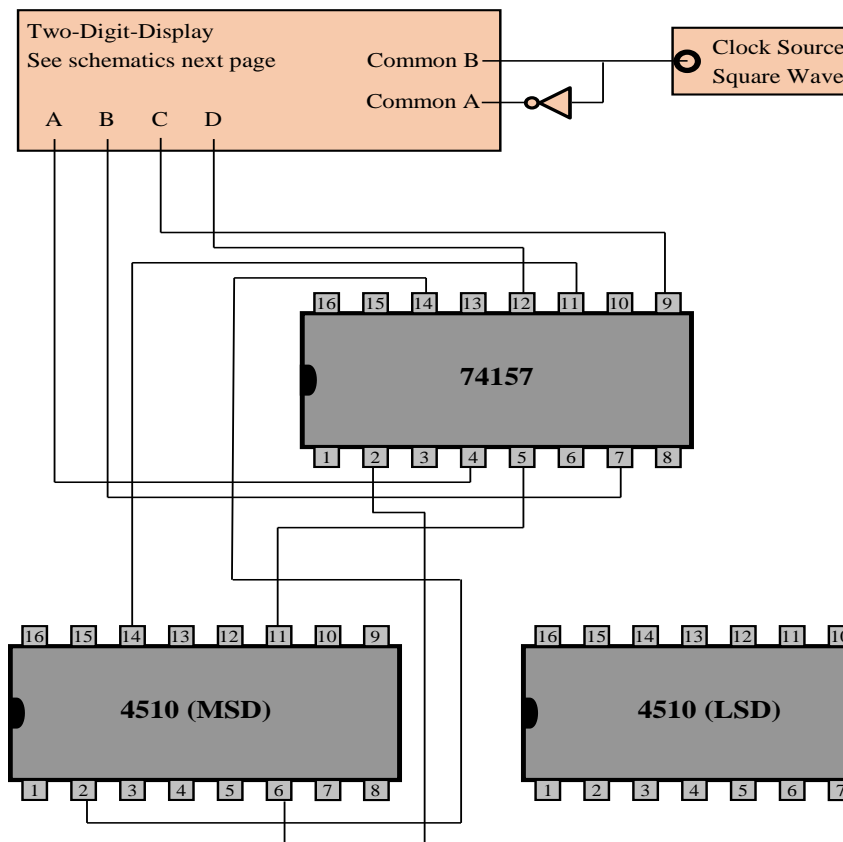 Two-Digit-Display
See schematics next page
Common B
Common A
A B C D
Clock Source
Square Wave
16 15 14 13 12 11 10 9
74157
1 2 3 4 5 6 7 8
16 15 14 13 12 11 10 9
4510 (MSD)
1 2 3 4 5 6 7 8
16 15 14 13 12 11 10
4510 (LSD)
1 2 3 4 5 6 7